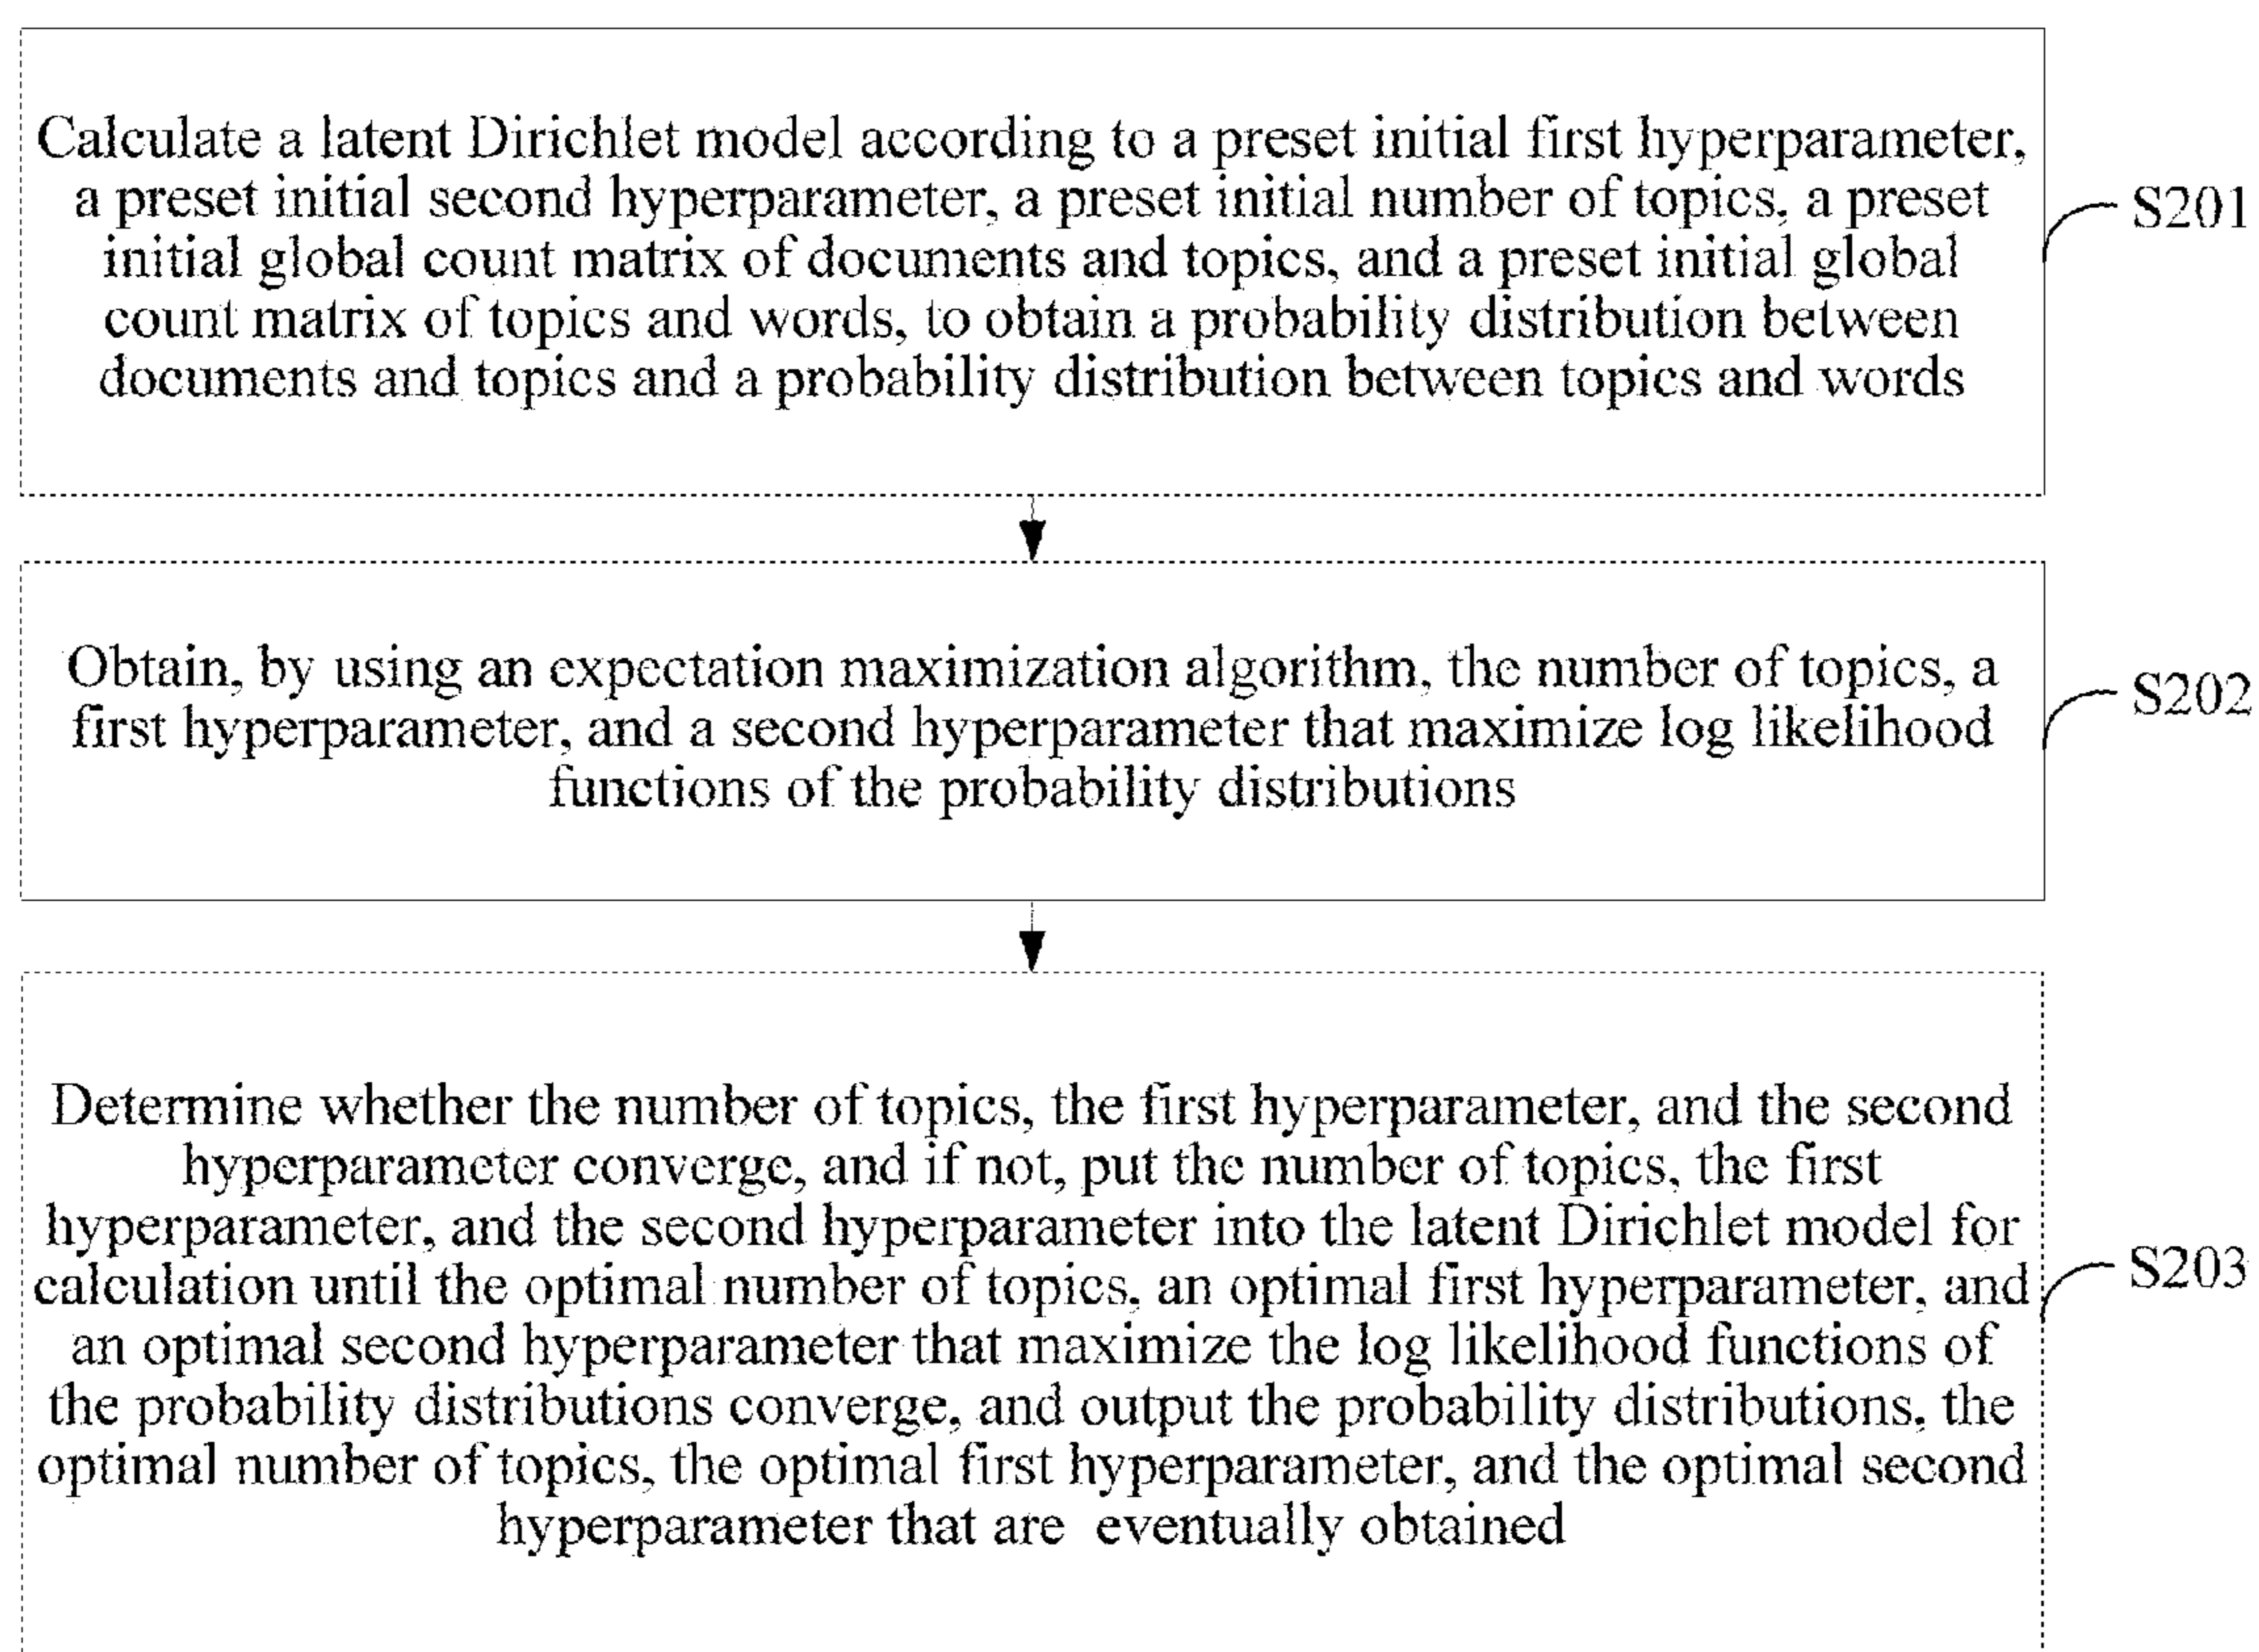 Calculate a latent Dirichlet model according to a preset initial first hyperparameter,
a preset initial second hyperparameter, a preset initial number of topics, a preset
initial global count matrix of documents and topics, and a preset initial global
count matrix of topics and words, to obtain a probability distribution between
documents and topics and a probability distribution between topics and words
S201
Obtain, by using an expectation maximization algorithm, the number of topics, a
first hyperparameter, and a second hyperparameter that maximize log likelihood
functions of the probability distributions
S202
Determine whether the number of topics, the first hyperparameter, and the second
hyperparameter converge, and if not, put the number of topics, the first
hyperparameter, and the second hyperparameter into the latent Dirichlet model for
calculation until the optimal number of topics, an optimal first hyperparameter, and
an optimal second hyperparameter that maximize the log likelihood functions of
the probability distributions converge, and output the probability distributions, the
optimal number of topics, the optimal first hyperparameter, and the optimal second
hyperparameter that are eventually obtained
S203